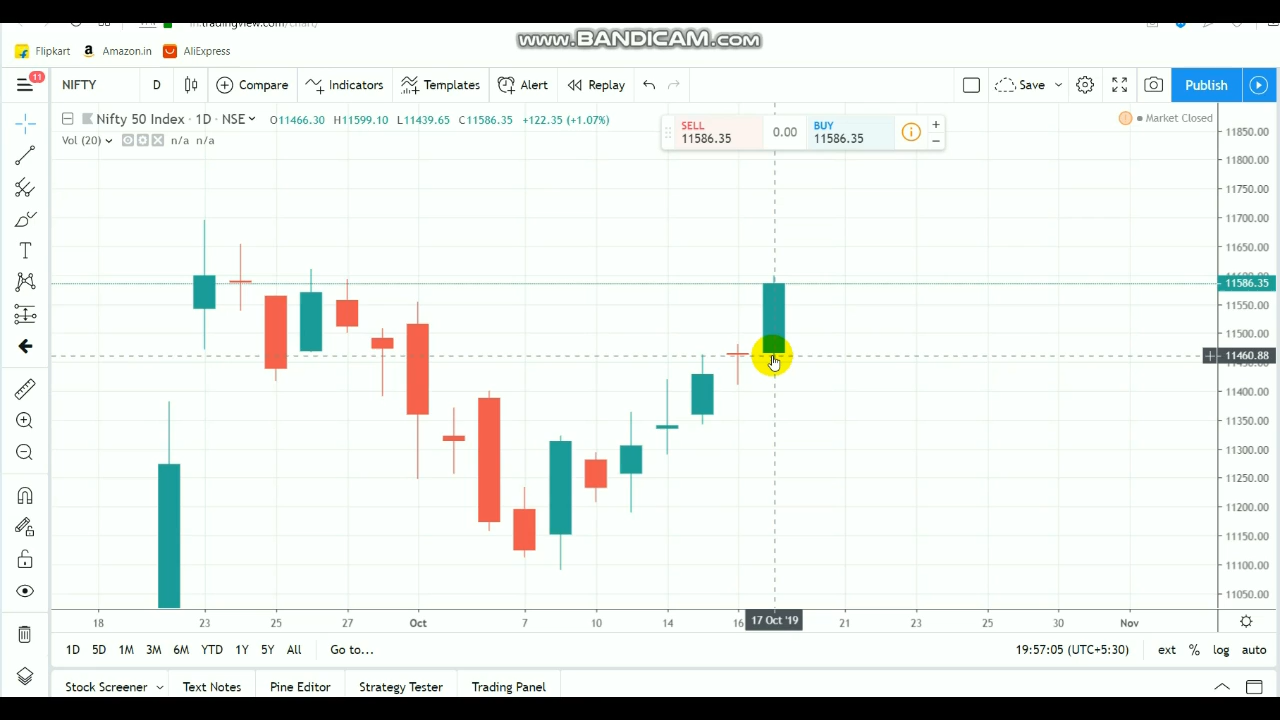 in.tradingview.com/chart/
www.BANDICAM.com
Flipkart Amazon.in AliExpress
11 NIFTY D Compare Indicators Templates Alert Replay Save Publish
Nifty 50 Index · 1D · NSE O11466.30 H11599.10 L11439.65 C11586.35 +122.35 (+1.07%)
Vol (20) n/a n/a
SELL 11586.35
0.00
BUY 11586.35
Market Closed
11850.00
11800.00
11750.00
11700.00
11650.00
11586.35
11550.00
11500.00
11460.88
11400.00
11350.00
11300.00
11250.00
11200.00
11150.00
11100.00
11050.00
18 23 25 27 Oct 7 10 14 16 17 Oct '19 21 23 25 30 Nov
1D 5D 1M 3M 6M YTD 1Y 5Y All Go to... 19:57:05 (UTC+5:30) ext % log auto
Stock Screener Text Notes Pine Editor Strategy Tester Trading Panel